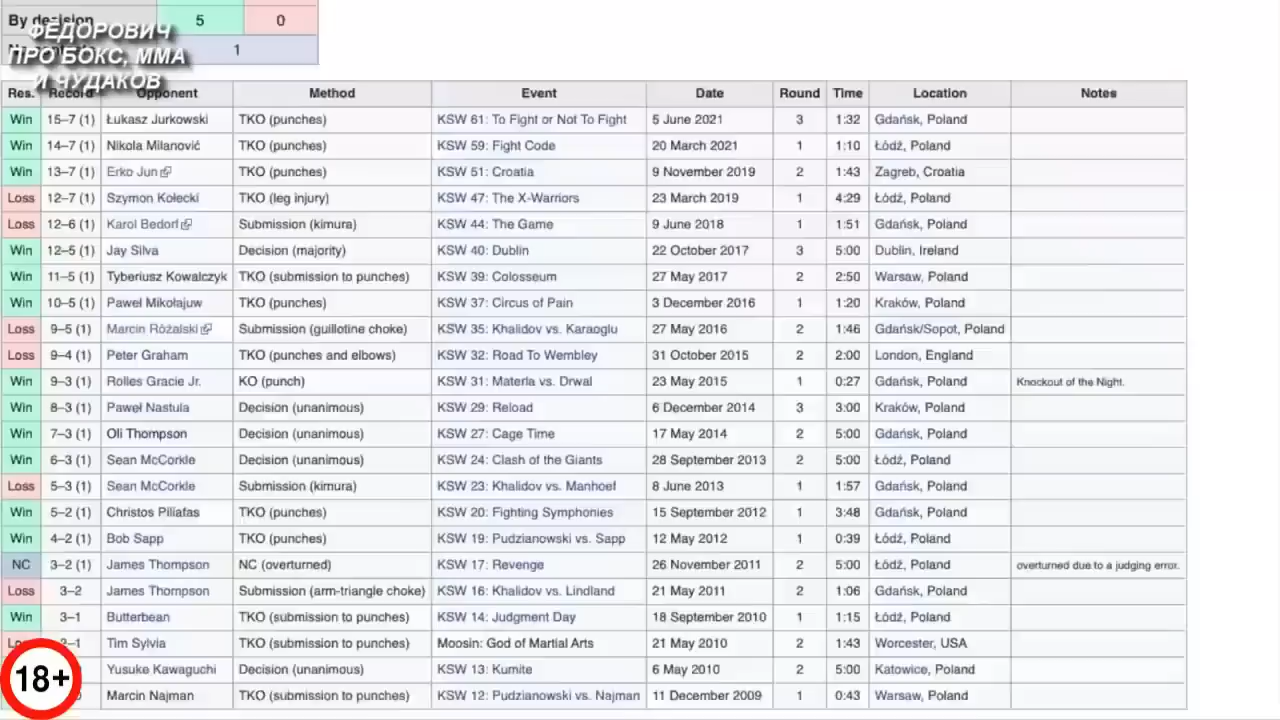 By decision 5 0
1
ФЕДОРОВИЧ
ПРО БОКС, ММА
И ЧУДАКОВ
Res. Record Opponent Method Event Date Round Time Location Notes
Win 15–7 (1) Łukasz Jurkowski TKO (punches) KSW 61: To Fight or Not To Fight 5 June 2021 3 1:32 Gdańsk, Poland
Win 14–7 (1) Nikola Milanović TKO (punches) KSW 59: Fight Code 20 March 2021 1 1:10 Łódź, Poland
Win 13–7 (1) Erko Jun TKO (punches) KSW 51: Croatia 9 November 2019 2 1:43 Zagreb, Croatia
Loss 12–7 (1) Szymon Kołecki TKO (leg injury) KSW 47: The X-Warriors 23 March 2019 1 4:29 Łódź, Poland
Loss 12–6 (1) Karol Bedorf Submission (kimura) KSW 44: The Game 9 June 2018 1 1:51 Gdańsk, Poland
Win 12–5 (1) Jay Silva Decision (majority) KSW 40: Dublin 22 October 2017 3 5:00 Dublin, Ireland
Win 11–5 (1) Tyberiusz Kowalczyk TKO (submission to punches) KSW 39: Colosseum 27 May 2017 2 2:50 Warsaw, Poland
Win 10–5 (1) Paweł Mikołajuw TKO (punches) KSW 37: Circus of Pain 3 December 2016 1 1:20 Kraków, Poland
Loss 9–5 (1) Marcin Różalski Submission (guillotine choke) KSW 35: Khalidov vs. Karaoglu 27 May 2016 2 1:46 Gdańsk/Sopot, Poland
Loss 9–4 (1) Peter Graham TKO (punches and elbows) KSW 32: Road To Wembley 31 October 2015 2 2:00 London, England
Win 9–3 (1) Rolles Gracie Jr. KO (punch) KSW 31: Materla vs. Drwal 23 May 2015 1 0:27 Gdańsk, Poland Knockout of the Night.
Win 8–3 (1) Paweł Nastula Decision (unanimous) KSW 29: Reload 6 December 2014 3 3:00 Kraków, Poland
Win 7–3 (1) Oli Thompson Decision (unanimous) KSW 27: Cage Time 17 May 2014 2 5:00 Gdańsk, Poland
Win 6–3 (1) Sean McCorkle Decision (unanimous) KSW 24: Clash of the Giants 28 September 2013 2 5:00 Łódź, Poland
Loss 5–3 (1) Sean McCorkle Submission (kimura) KSW 23: Khalidov vs. Manhoef 8 June 2013 1 1:57 Gdańsk, Poland
Win 5–2 (1) Christos Piliafas TKO (punches) KSW 20: Fighting Symphonies 15 September 2012 1 3:48 Gdańsk, Poland
Win 4–2 (1) Bob Sapp TKO (punches) KSW 19: Pudzianowski vs. Sapp 12 May 2012 1 0:39 Łódź, Poland
NC 3–2 (1) James Thompson NC (overturned) KSW 17: Revenge 26 November 2011 2 5:00 Łódź, Poland overturned due to a judging error.
Loss 3–2 James Thompson Submission (arm-triangle choke) KSW 16: Khalidov vs. Lindland 21 May 2011 2 1:06 Gdańsk, Poland
Win 3–1 Butterbean TKO (submission to punches) KSW 14: Judgment Day 18 September 2010 1 1:15 Łódź, Poland
Loss 2–1 Tim Sylvia TKO (submission to punches) Moosin: God of Martial Arts 21 May 2010 2 1:43 Worcester, USA
Yusuke Kawaguchi Decision (unanimous) KSW 13: Kumite 6 May 2010 2 5:00 Katowice, Poland
Marcin Najman TKO (submission to punches) KSW 12: Pudzianowski vs. Najman 11 December 2009 1 0:43 Warsaw, Poland
18+